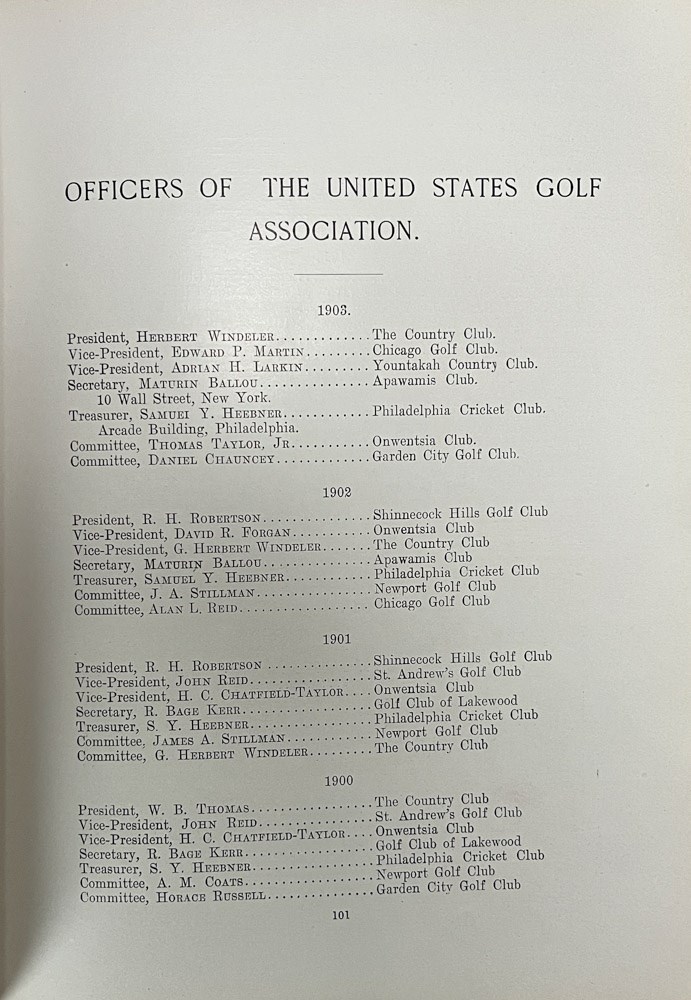 OFFICERS OF THE UNITED STATES GOLF
ASSOCIATION.
1903.
President, HERBERT WINDELER............The Country Club.
Vice-President, EDWARD P. MARTIN.........Chicago Golf Club.
Vice-President, ADRIAN H. LARKIN.........Yountakah Country Club.
Secretary, MATURIN BALLOU...............Apawamis Club.
10 Wall Street, New York.
Treasurer, SAMUEl Y. HEEBNER............Philadelphia Cricket Club.
Arcade Building, Philadelphia.
Committee, THOMAS TAYLOR, JR...........Onwentsia Club.
Committee, DANIEL CHAUNCEY.............Garden City Golf Club.
1902
President, R. H. ROBERTSON...............Shinnecock Hills Golf Club
Vice-President, DAVID R. FORGAN...........Onwentsia Club
Vice-President, G. HERBERT WINDELER.......The Country Club
Secretary, MATURIN BALLOU...............Apawamis Club
Treasurer, SAMUEL Y. HEEBNER............Philadelphia Cricket Club
Committee, J. A. STILLMAN................Newport Golf Club
Committee, ALAN L. REID..................Chicago Golf Club
1901
President, R. H. ROBERTSON ..............Shinnecock Hills Golf Club
Vice-President, JOHN REID.................St. Andrew's Golf Club
Vice-President, H. C. CHATFIELD-TAYLOR....Onwentsia Club
Secretary, R. BAGE KERR..................Golf Club of Lakewood
Treasurer, S. Y. HEEBNER.................Philadelphia Cricket Club
Committee, JAMES A. STILLMAN............Newport Golf Club
Committee, G. HERBERT WINDELER.........The Country Club
1900
President, W. B. THOMAS.................The Country Club
Vice-President, JOHN REID................St. Andrew's Golf Club
Vice-President, H. C. CHATFIELD-TAYLOR....Onwentsia Club
Secretary, R. BAGE KERR..................Golf Club of Lakewood
Treasurer, S. Y. HEEBNER.................Philadelphia Cricket Club
Committee, A. M. COATS..................Newport Golf Club
Committee, HORACE RUSSELL...............Garden City Golf Club
101